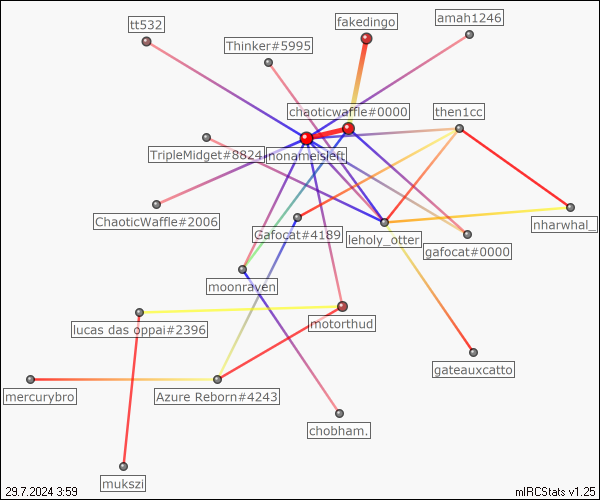 tt532
fakedingo
amah1246
Thinker#5995
chaoticwaffle#0000
then1cc
TripleMidget#8824
nonameisleft
ChaoticWaffle#2006
Gafocat#4189
leholy_otter
gafocat#0000
nharwhal_
moonraven
lucas das oppai#2396
motorthud
gateauxcatto
mercurybro
Azure Reborn#4243
chobham.
mukszi
29.7.2024 3:59
mIRCStats v1.25